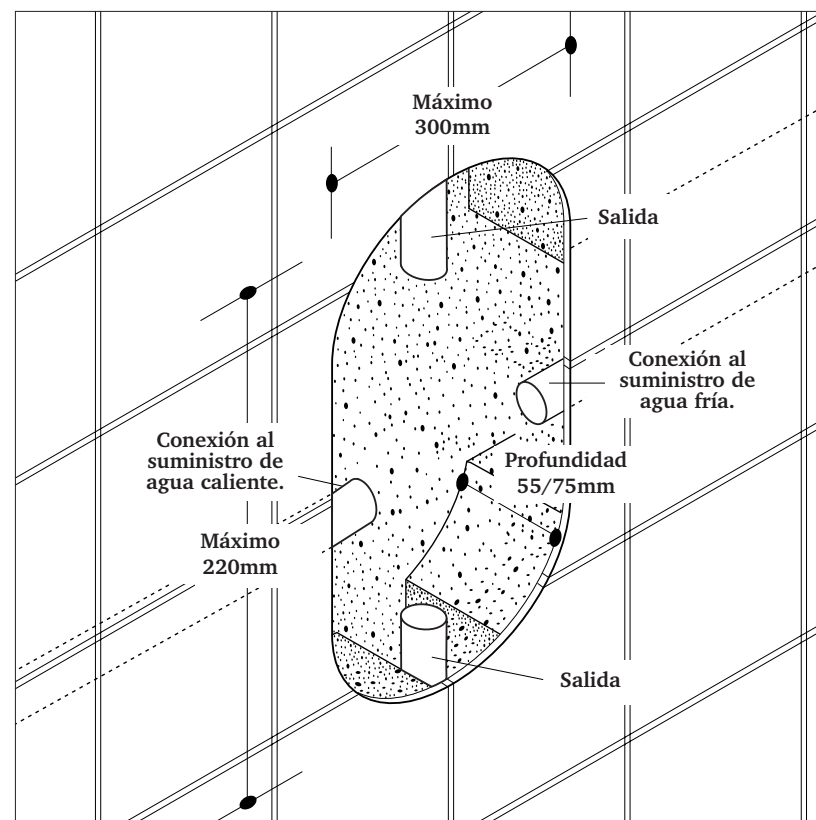 Máximo
300mm
Salida
Conexión al
suministro de
agua fría.
Conexión al
suministro de
agua caliente.
Profundidad
55/75mm
Máximo
220mm
Salida